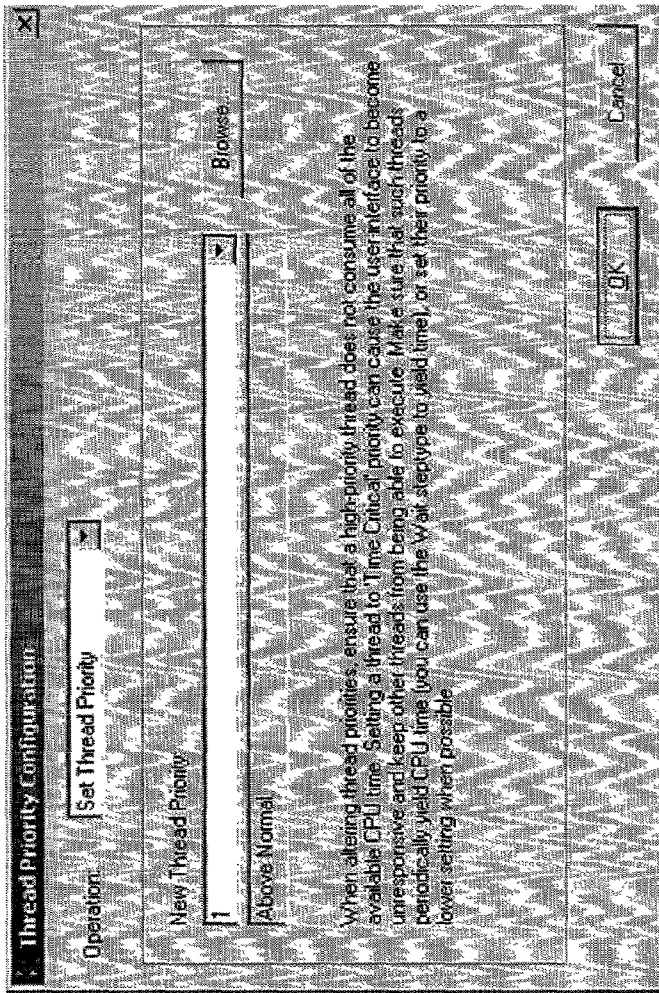 Thread Priority Configuration
Operation:
Set Thread Priority
New Thread Priority:
1
Browse...
Above Normal
When altering thread priorities, ensure that a high-priority thread does not consume all of the
available CPU time. Setting a thread to 'Time Critical' priority can cause the user interface to become
unresponsive and keep other threads from being able to execute. Make sure that such threads
periodically yield CPU time (you can use the Wait steptype to yield time), or set their priority to a
lower setting when possible.
OK
Cancel